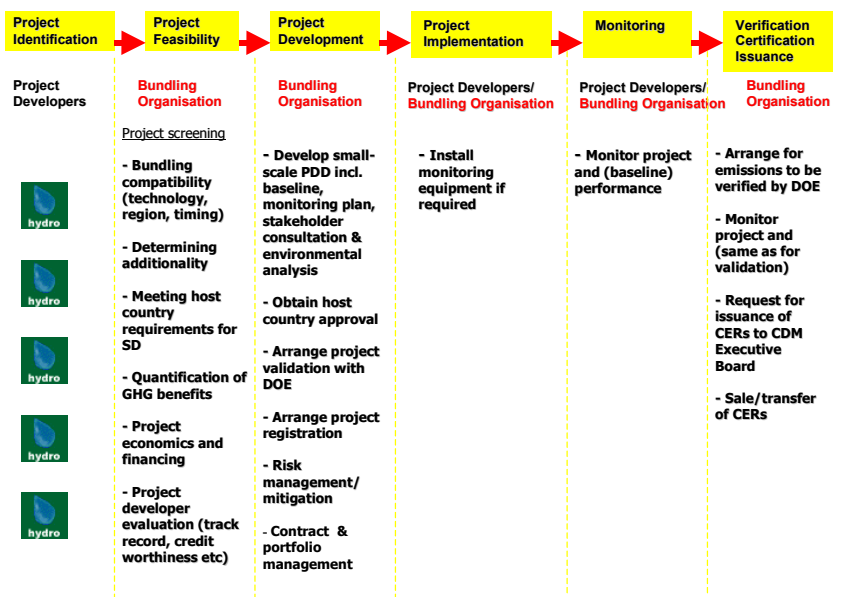 Project
Identification
Project
Feasibility
Project
Development
Project
Implementation
Monitoring
Verification
Certification
Issuance
Project
Developers
hydro
hydro
hydro
hydro
hydro
Bundling
Organisation
Project screening
- Bundling
compatibility
(technology,
region, timing)
- Determining
additionality
- Meeting host
country
requirements for
SD
- Quantification of
GHG benefits
- Project
economics and
financing
- Project
developer
evaluation (track
record, credit
worthiness etc)
Bundling
Organisation
- Develop small-
scale PDD incl.
baseline,
monitoring plan,
stakeholder
consultation &
environmental
analysis
- Obtain host
country approval
- Arrange project
validation with
DOE
- Arrange project
registration
- Risk
management/
mitigation
- Contract &
portfolio
management
Project Developers/
Bundling Organisation
- Install
monitoring
equipment if
required
Project Developers/
Bundling Organisation
- Monitor project
and (baseline)
performance
Bundling
Organisation
- Arrange for
emissions to be
verified by DOE
- Monitor
project and
(same as for
validation)
- Request for
issuance of
CERs to CDM
Executive
Board
- Sale/transfer
of CERs